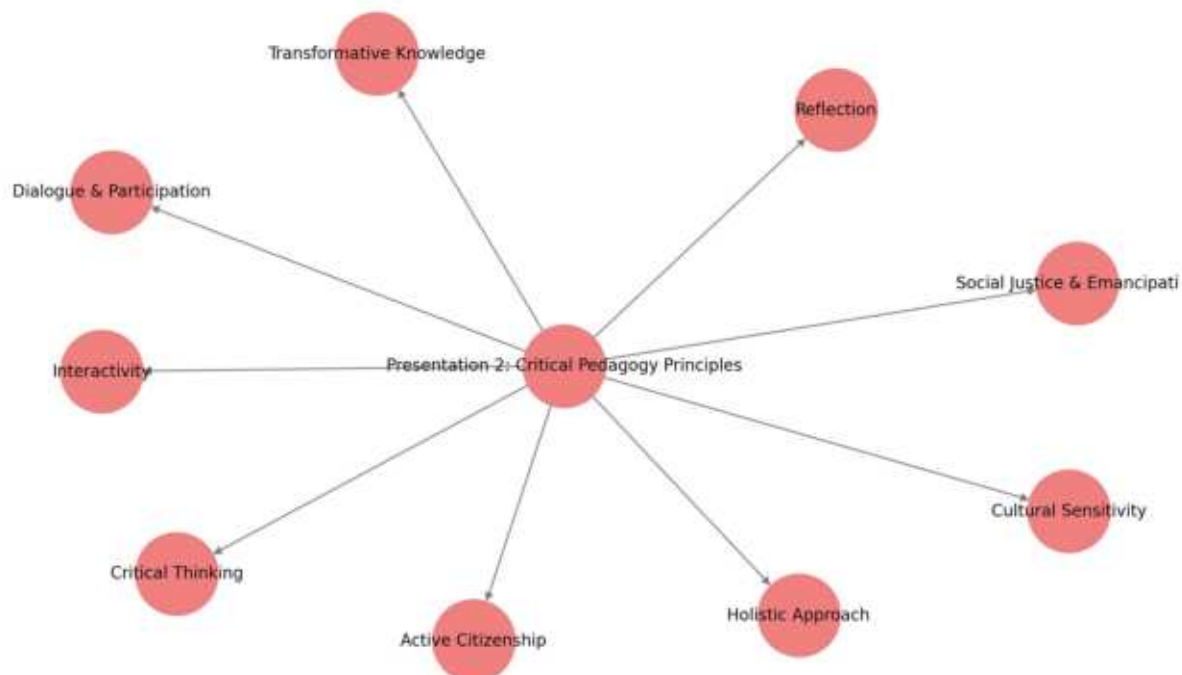 Transformative Knowledge
Reflection
Dialogue & Participation
Social Justice & Emancipati
Presentation 2: Critical Pedagogy Principles
Interactivity
Cultural Sensitivity
Critical Thinking
Holistic Approach
Active Citizenship